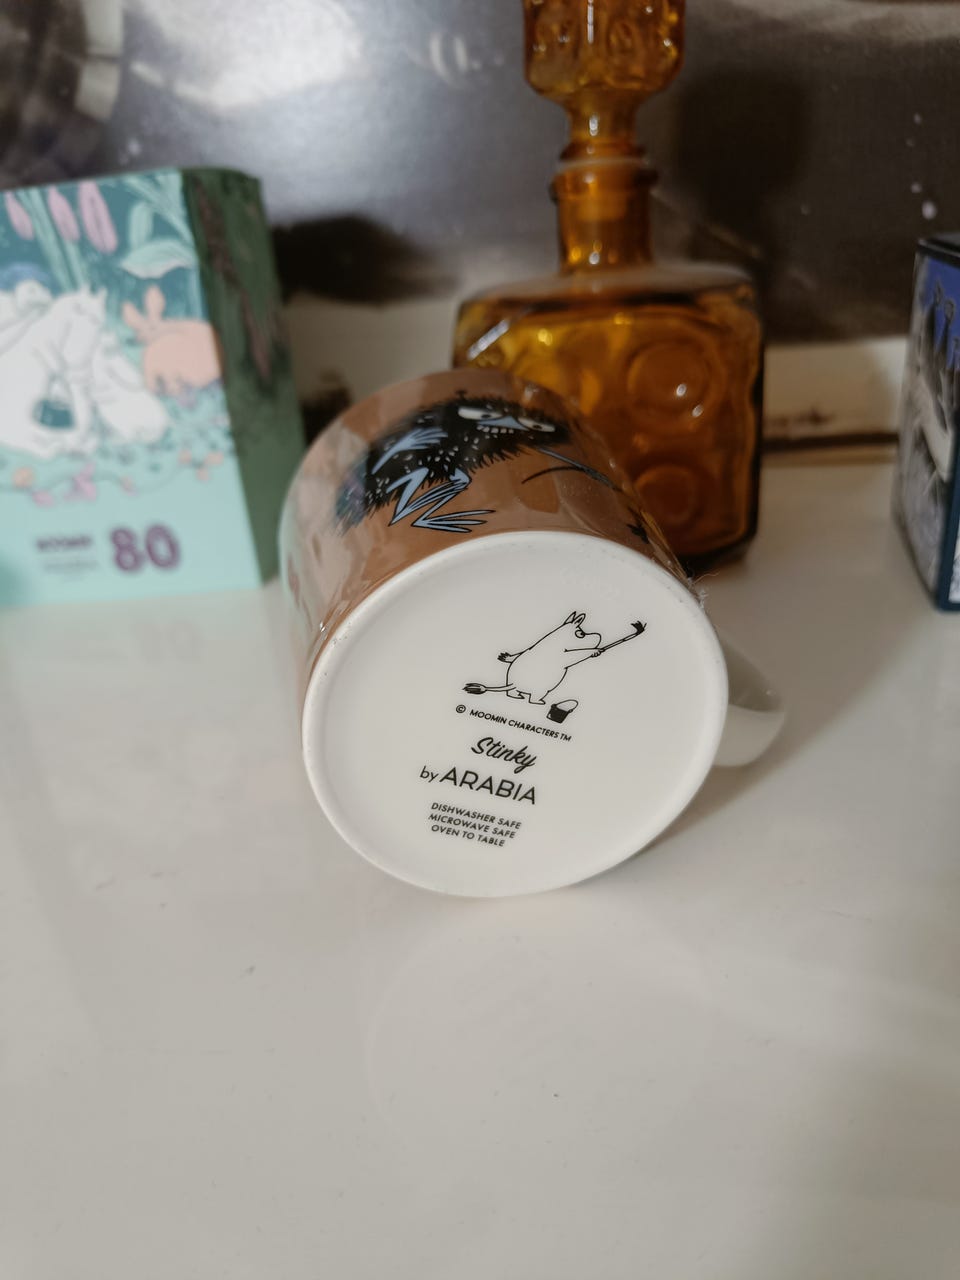 80
© MOOMIN CHARACTERS TM
Stinky
by ARABIA
DISHWASHER SAFE
MICROWAVE SAFE
OVEN TO TABLE